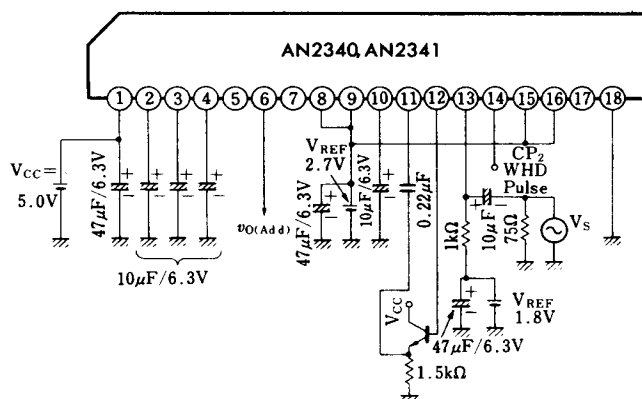 AN2340, AN2341
1 2 3 4 5 6 7 8 9 10 11 12 13 14 15 16 17 18
VCC=
5.0V
47μF/6.3V
10μF/6.3V
vO(Add)
VREF
2.7V
47μF/6.3V
10μF/6.3V
0.22μF
CP2
WHD
Pulse
1kΩ
10μF
75Ω
VS
VCC
1.5kΩ
47μF/6.3V
VREF
1.8V